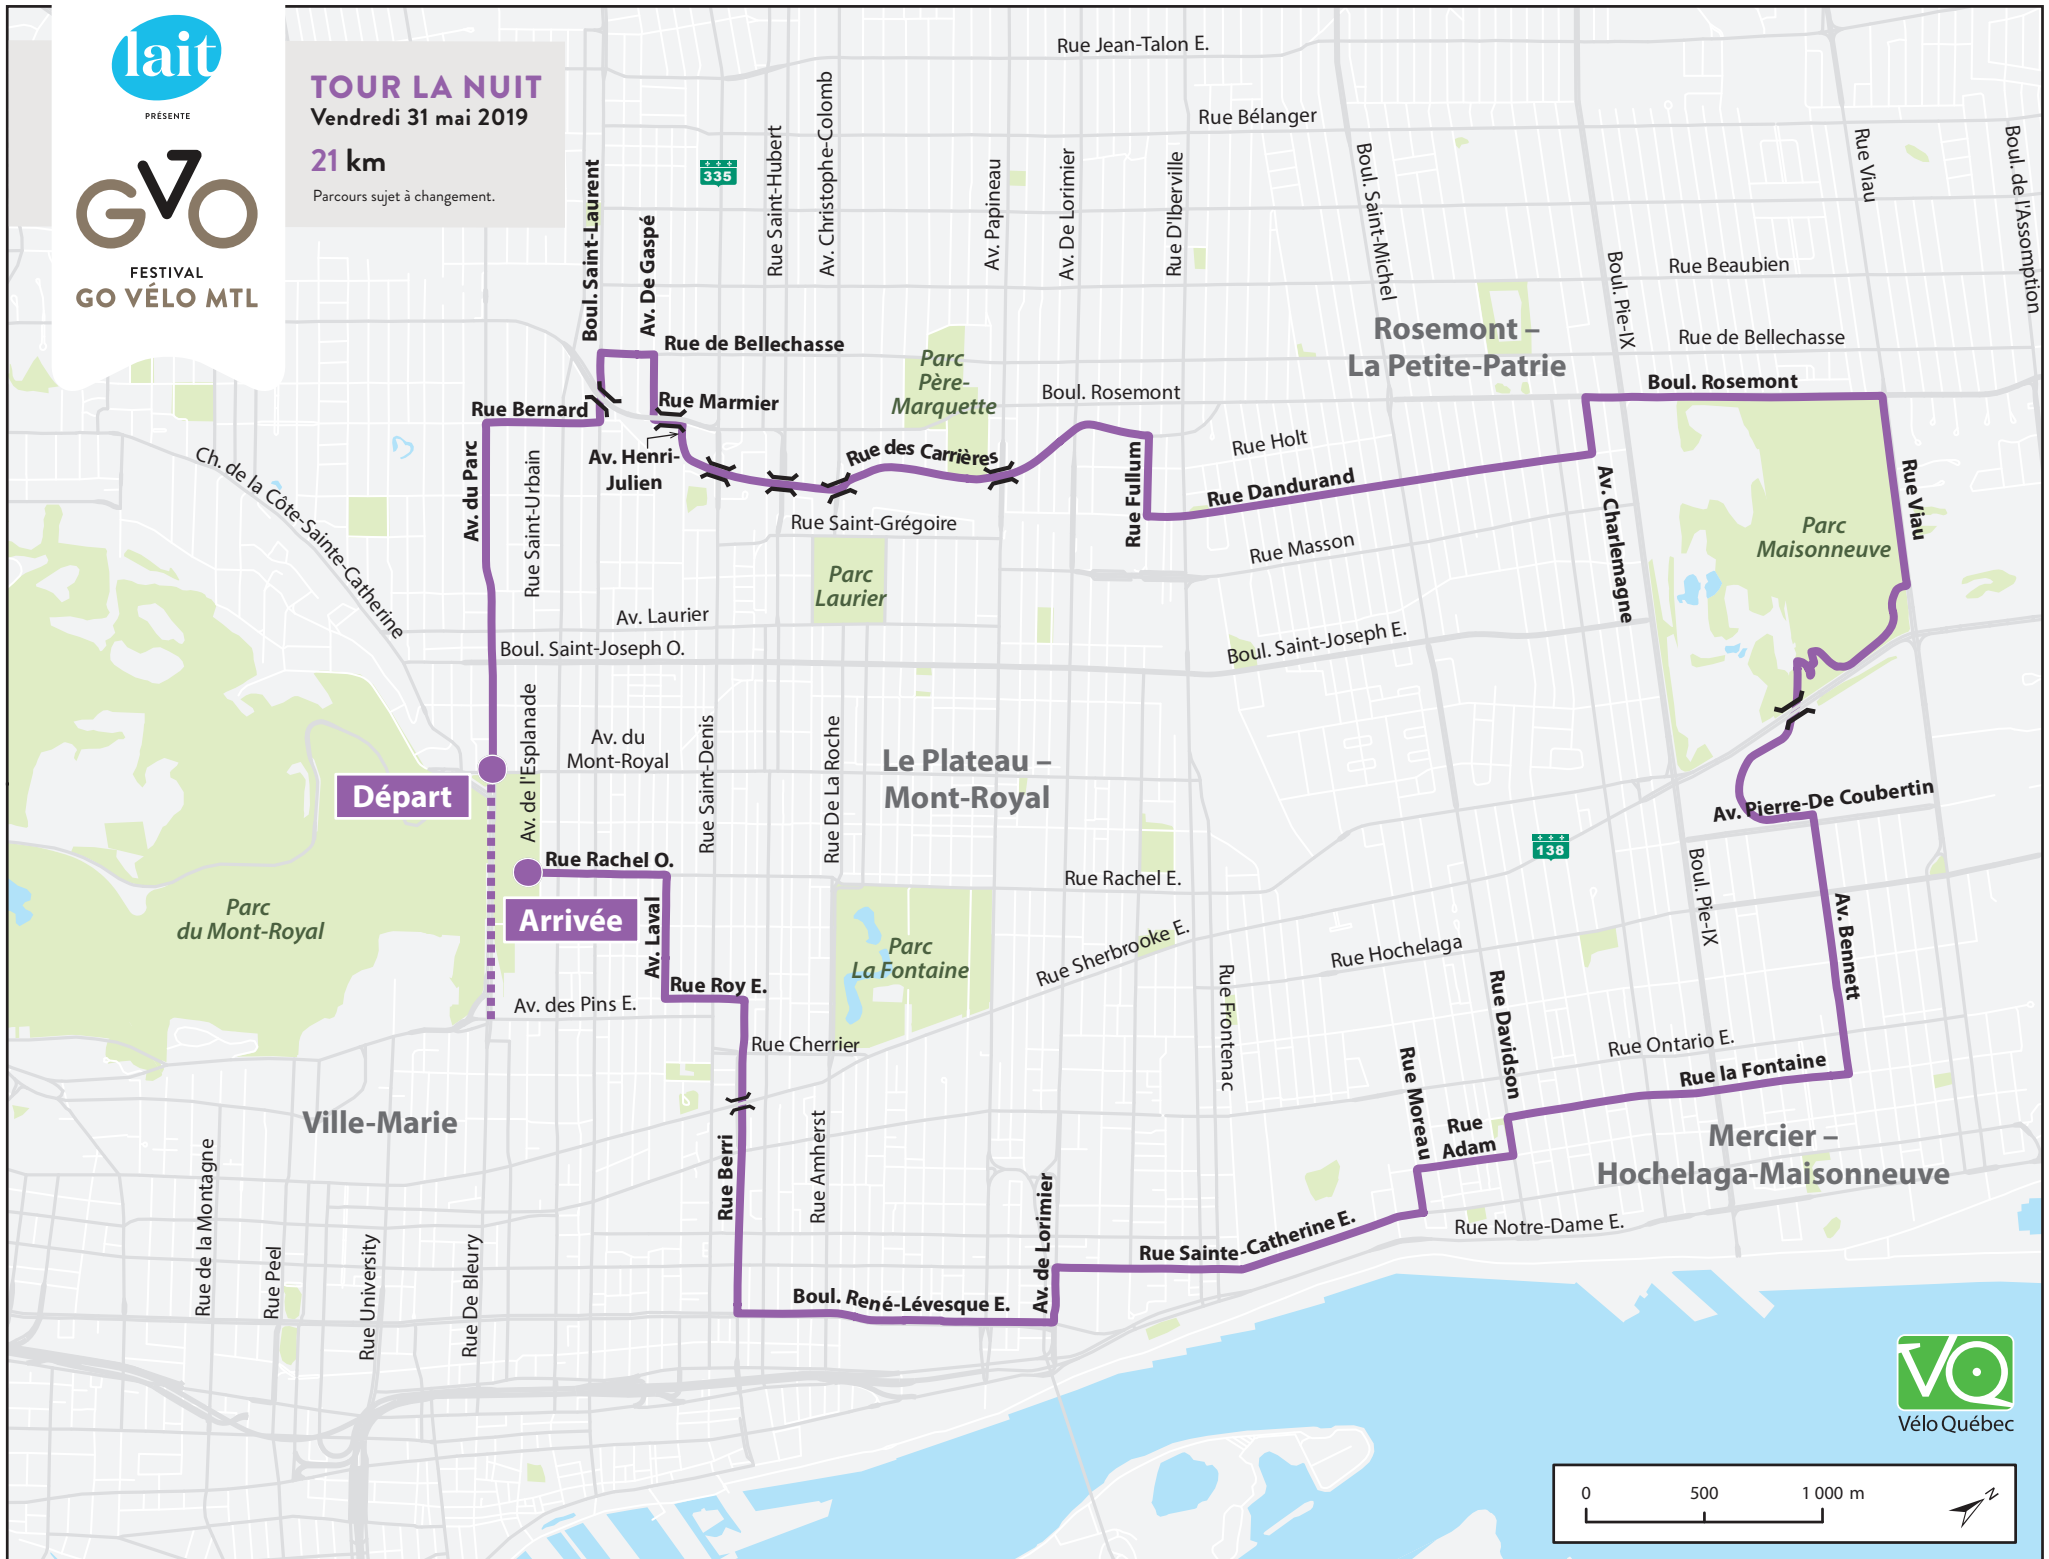 lait
PRÉSENTE
GVO
FESTIVAL
GO VÉLO MTL
TOUR LA NUIT
Vendredi 31 mai 2019
21 km
Parcours sujet à changement.
Rue Jean-Talon E.
Rue Bélanger
335
Boul. Saint-Laurent
Av. De Gaspé
Rue Saint-Hubert
Av. Christophe-Colomb
Av. Papineau
Av. De Lorimier
Rue D'Iberville
Boul. Saint-Michel
Boul. Pie-IX
Rue Viau
Boul. de l'Assomption
Rue Beaubien
Rue de Bellechasse
Rosemont –
La Petite-Patrie
Rue de Bellechasse
Parc
Père-
Marquette
Boul. Rosemont
Boul. Rosemont
Rue Bernard
Rue Marmier
Av. Henri-
Julien
Rue des Carrières
Rue Holt
Rue Dandurand
Rue Fullum
Av. du Parc
Rue Saint-Urbain
Ch. de la Côte-Sainte-Catherine
Rue Saint-Grégoire
Rue Masson
Av. Charlemagne
Parc
Maisonneuve
Rue Viau
Parc
Laurier
Av. Laurier
Boul. Saint-Joseph O.
Boul. Saint-Joseph E.
Av. de l'Esplanade
Av. du
Mont-Royal
Rue Saint-Denis
Rue De La Roche
Le Plateau –
Mont-Royal
Départ
Av. Pierre-De Coubertin
138
Rue Rachel O.
Rue Rachel E.
Boul. Pie-IX
Av. Bennett
Arrivée
Av. Laval
Parc
du Mont-Royal
Parc
La Fontaine
Rue Sherbrooke E.
Rue Hochelaga
Rue Frontenac
Rue Davidson
Rue Roy E.
Av. des Pins E.
Rue Cherrier
Rue Ontario E.
Rue la Fontaine
Rue Moreau
Rue
Adam
Ville-Marie
Mercier –
Hochelaga-Maisonneuve
Rue Berri
Rue Amherst
Rue de la Montagne
Rue Peel
Rue University
Rue De Bleury
Av. de Lorimier
Rue Sainte-Catherine E.
Rue Notre-Dame E.
Boul. René-Lévesque E.
VQ
Vélo Québec
0 500 1 000 m
N